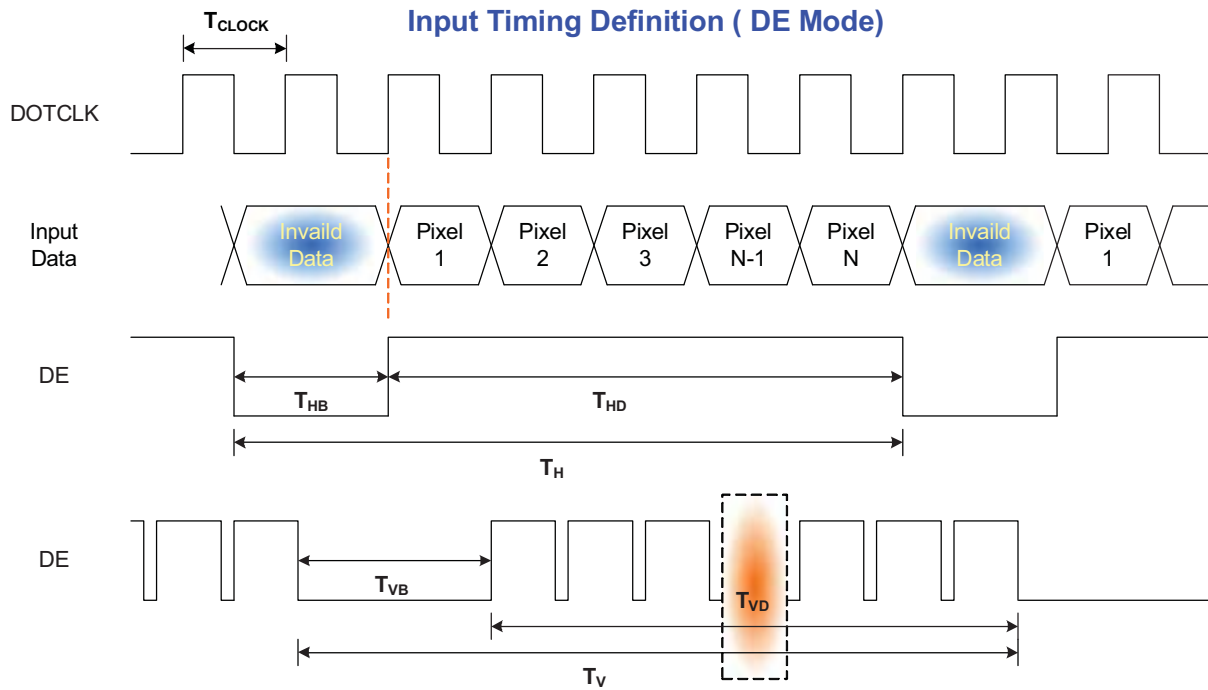 Input Timing Definition ( DE Mode)
TCLOCK
DOTCLK
Input
Data
Invaild
Data
Pixel
1
Pixel
2
Pixel
3
Pixel
N-1
Pixel
N
Invaild
Data
Pixel
1
DE
THB
THD
TH
DE
TVB
TVD
TV